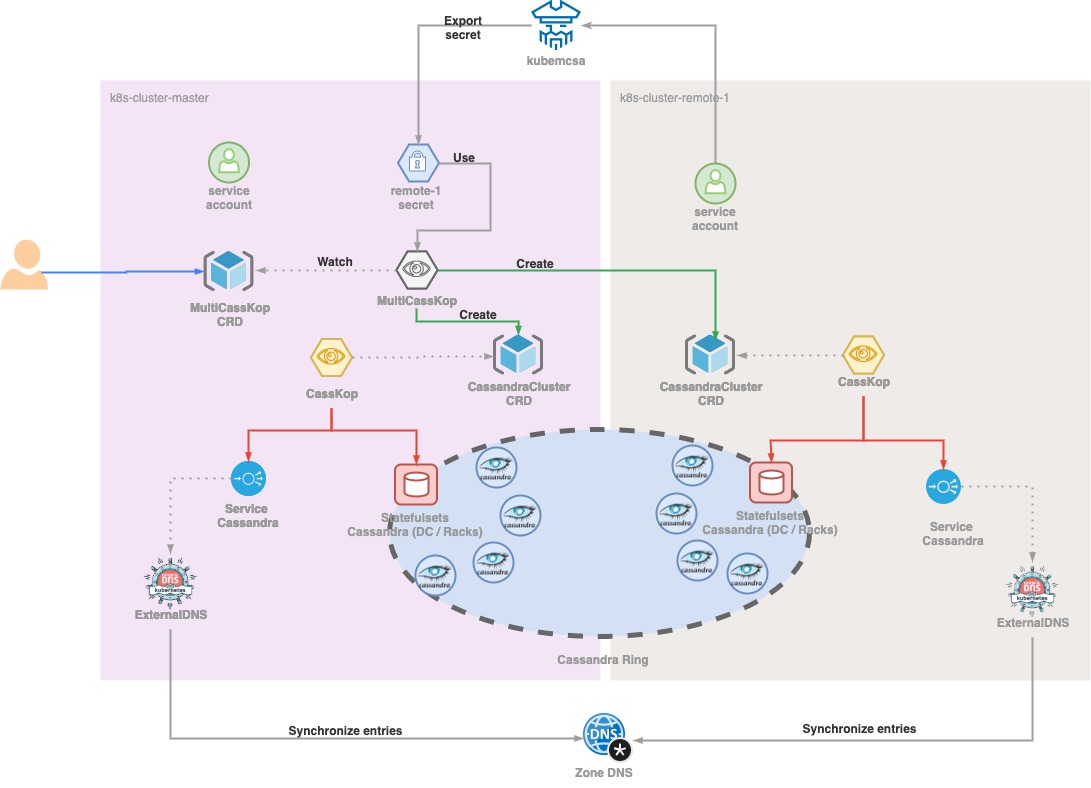 Export
secret
kubemcsa
k8s-cluster-master
k8s-cluster-remote-1
service
account
remote-1
secret
Use
service
account
Watch
Create
MultiCassKop
CRD
MultiCassKop
Create
CassKop
CassandraCluster
CRD
CassandraCluster
CRD
CassKop
Service
Cassandra
Statefulsets
Cassandra (DC / Racks)
cassandra
cassandra
cassandra
cassandra
cassandra
cassandra
cassandra
cassandra
Statefulsets
Cassandra (DC / Racks)
Service
Cassandra
DNS
kubernetes
ExternalDNS
DNS
kubernetes
ExternalDNS
Cassandra Ring
Synchronize entries
Synchronize entries
DNS
*
Zone DNS